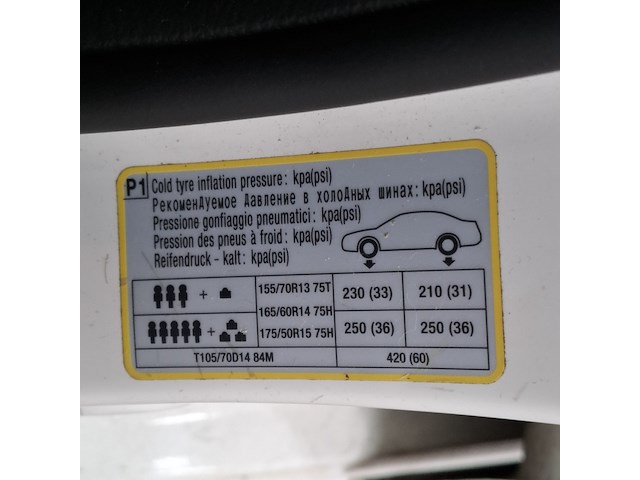 P1
Cold tyre inflation pressure: kpa(psi)
РекоменДуемое Давление в холоДных шинах: kpa(psi)
Pressione gonfiaggio pneumatici: kpa(psi)
Pression des pneus à froid: kpa(psi)
Reifendruck - kalt: kpa(psi)
+ 155/70R13 75T 230 (33) 210 (31)
165/60R14 75H
+ 175/50R15 75H 250 (36) 250 (36)
T105/70D14 84M 420 (60)